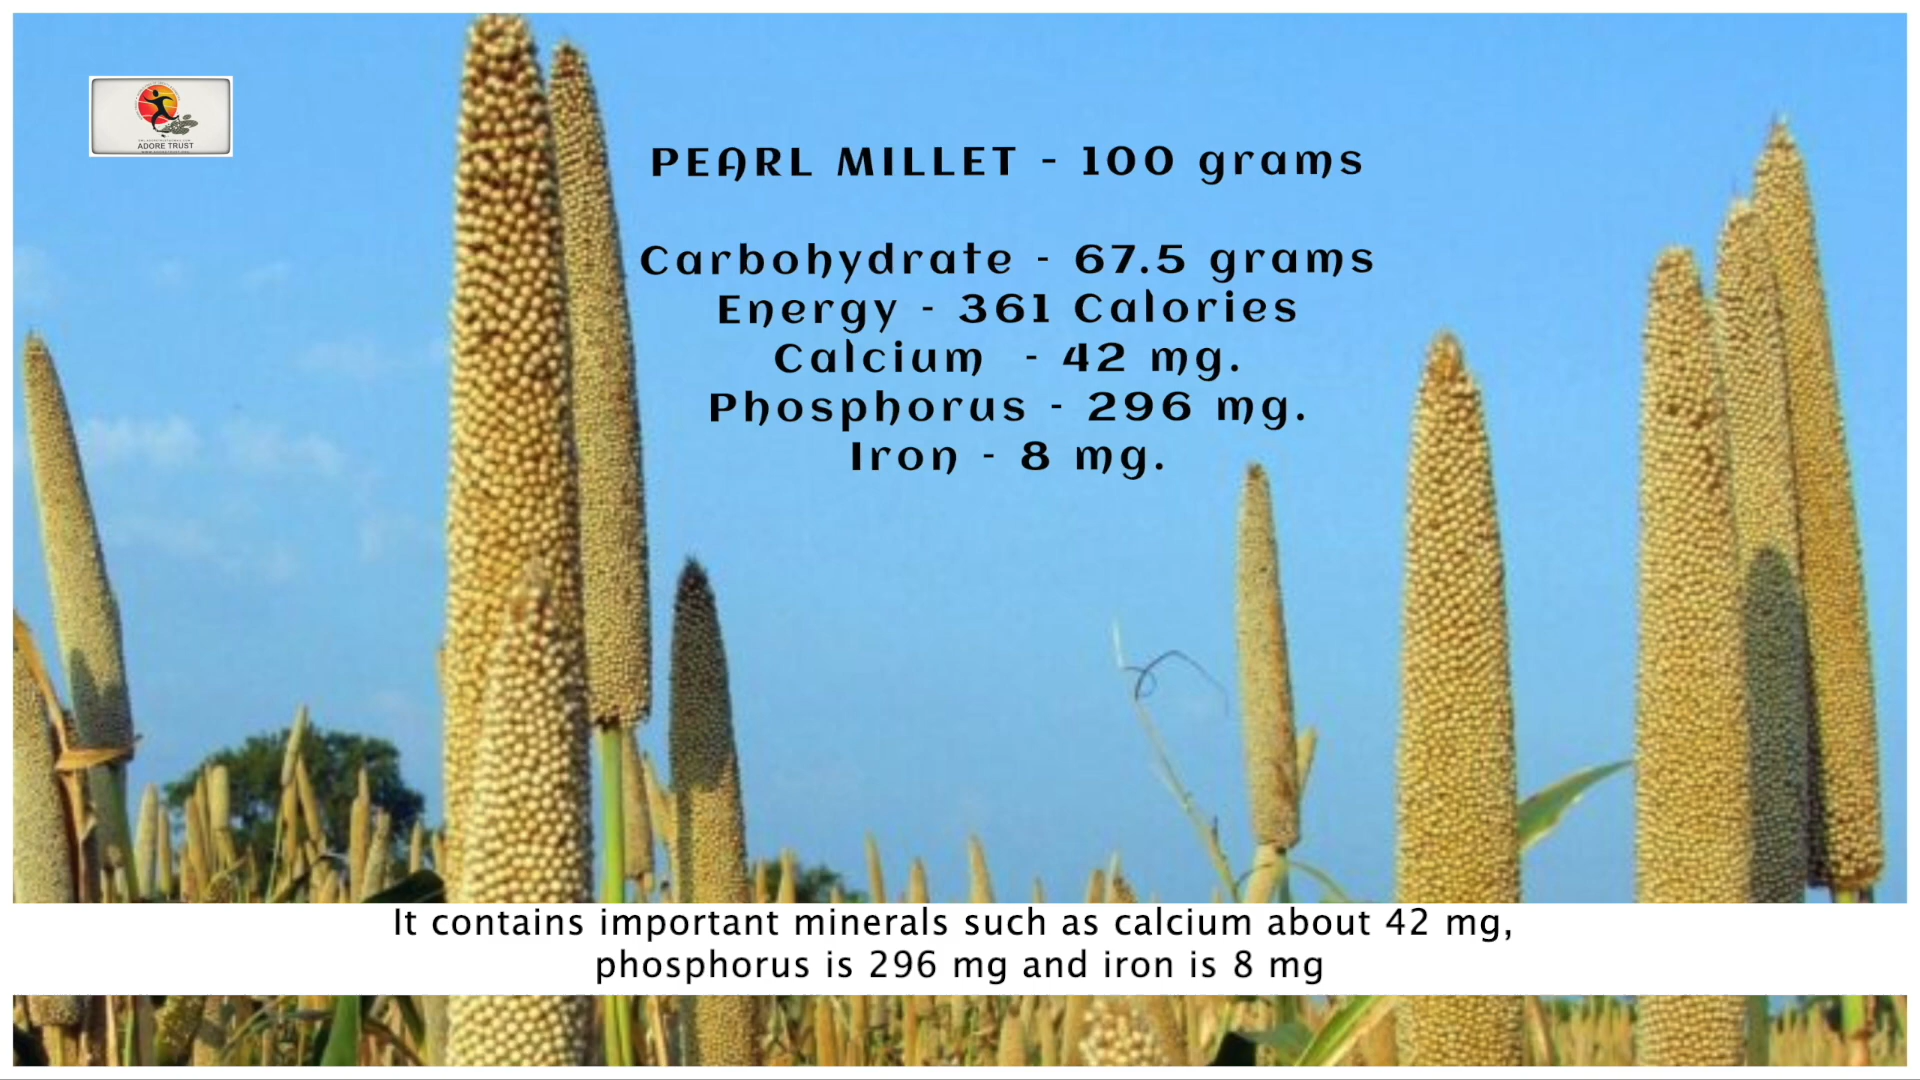 ADORE TRUST
PEARL MILLET - 100 grams
Carbohydrate - 67.5 grams
Energy - 361 Calories
Calcium - 42 mg.
Phosphorus - 296 mg.
Iron - 8 mg.
It contains important minerals such as calcium about 42 mg,
phosphorus is 296 mg and iron is 8 mg